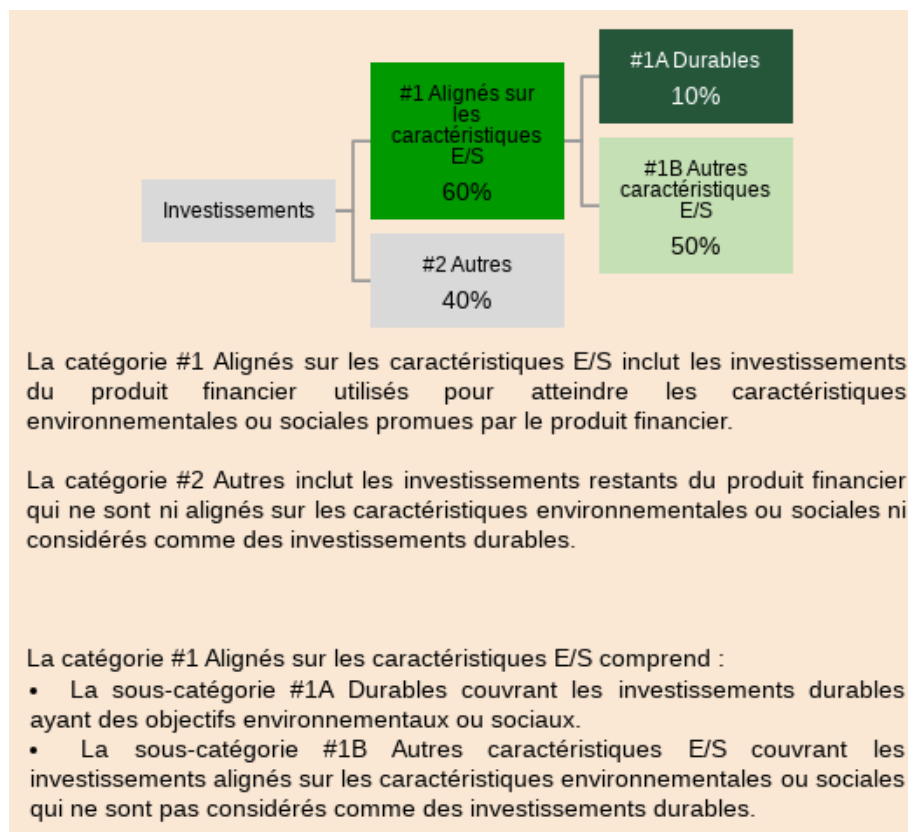 #1A Durables
10%
#1 Alignés sur
les
caractéristiques
E/S
60%
#1B Autres
caractéristiques
E/S
50%
Investissements
#2 Autres
40%
La catégorie #1 Alignés sur les caractéristiques E/S inclut les investissements
du produit financier utilisés pour atteindre les caractéristiques
environnementales ou sociales promues par le produit financier.
La catégorie #2 Autres inclut les investissements restants du produit financier
qui ne sont ni alignés sur les caractéristiques environnementales ou sociales ni
considérés comme des investissements durables.
La catégorie #1 Alignés sur les caractéristiques E/S comprend :
• La sous-catégorie #1A Durables couvrant les investissements durables
ayant des objectifs environnementaux ou sociaux.
• La sous-catégorie #1B Autres caractéristiques E/S couvrant les
investissements alignés sur les caractéristiques environnementales ou sociales
qui ne sont pas considérés comme des investissements durables.